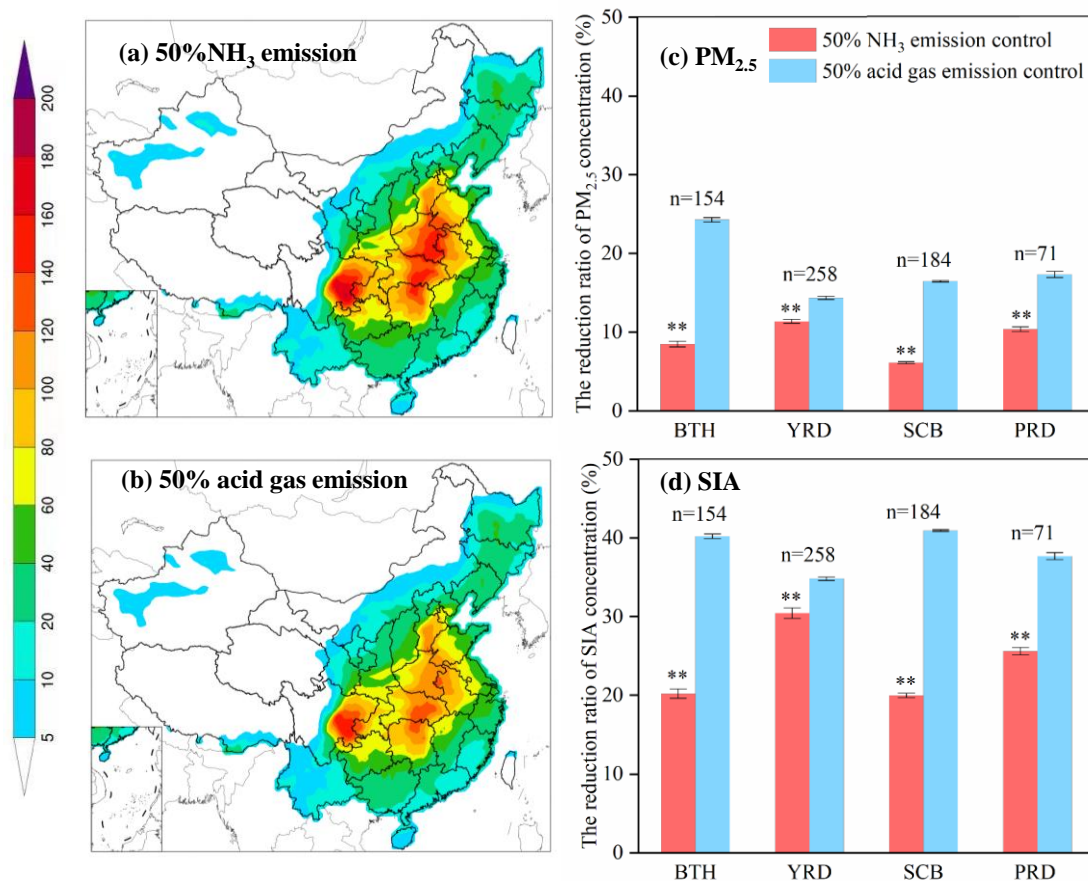 200
180
160
140
120
100
80
60
40
20
10
5
(a) 50%NH₃ emission
(b) 50% acid gas emission
The reduction ratio of PM₂.₅ concentration (%)
50
40
30
20
10
0
(c) PM₂.₅
50% NH₃ emission control
50% acid gas emission control
n=154
n=258
n=184
n=71
**
**
**
**
BTH YRD SCB PRD
The reduction ratio of SIA concentration (%)
50
40
30
20
10
0
(d) SIA
n=154
n=258
n=184
n=71
**
**
**
**
BTH YRD SCB PRD